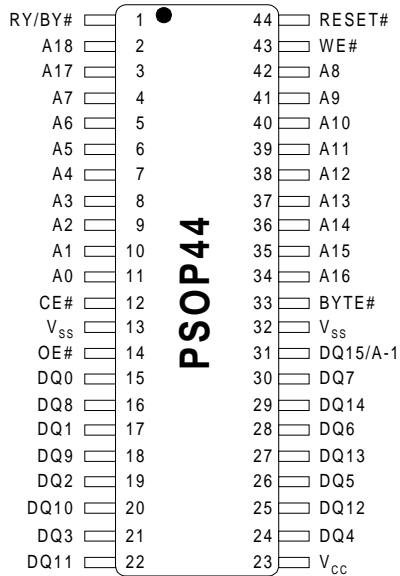 RY/BY# 1 44 RESET#
A18 2 43 WE#
A17 3 42 A8
A7 4 41 A9
A6 5 40 A10
A5 6 39 A11
A4 7 38 A12
A3 8 37 A13
A2 9 36 A14
A1 10 35 A15
A0 11 34 A16
CE# 12 33 BYTE#
VSS 13 32 VSS
OE# 14 31 DQ15/A-1
DQ0 15 30 DQ7
DQ8 16 29 DQ14
DQ1 17 28 DQ6
DQ9 18 27 DQ13
DQ2 19 26 DQ5
DQ10 20 25 DQ12
DQ3 21 24 DQ4
DQ11 22 23 VCC
PSOP44